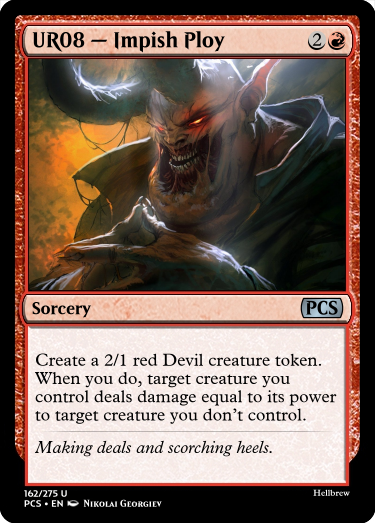 UR08 — Impish Ploy 2
Sorcery PCS
Create a 2/1 red Devil creature token.
When you do, target creature you
control deals damage equal to its power
to target creature you don't control.
Making deals and scorching heels.
162/275 U Hellbrew
PCS • EN Nikolai Georgiev